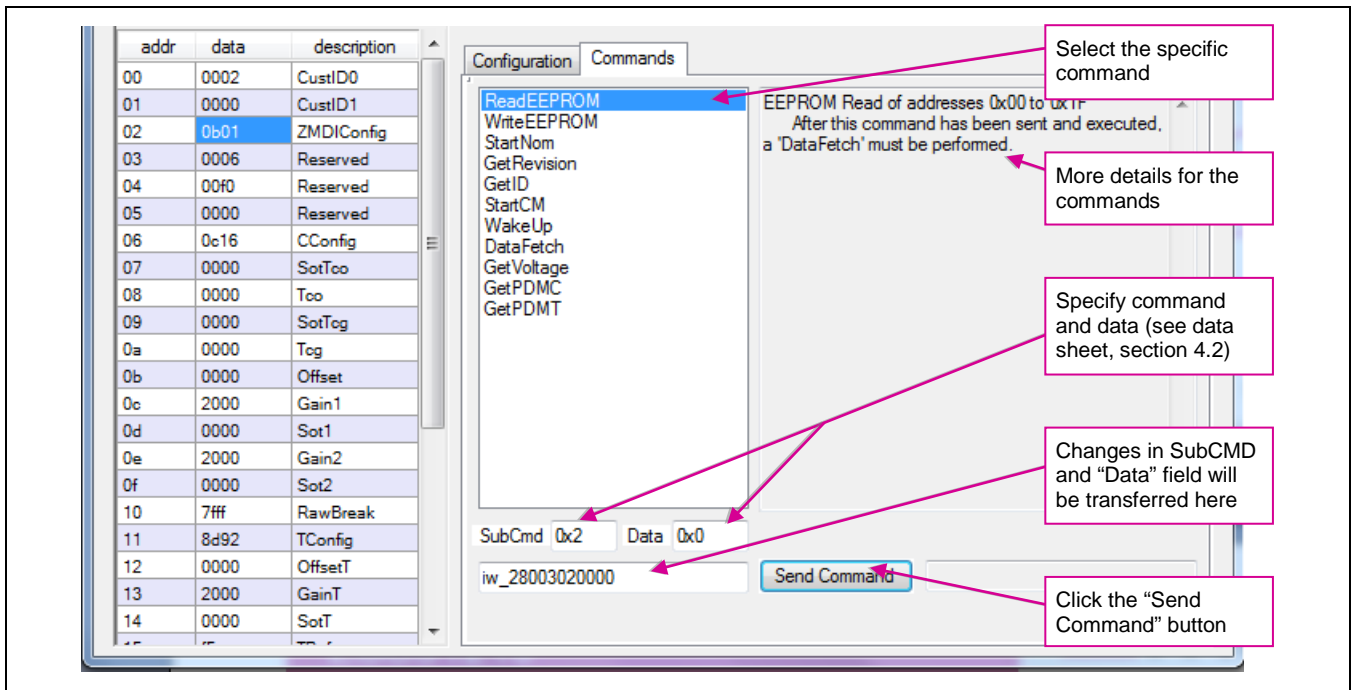 addr data description
00 0002 CustID0
01 0000 CustID1
02 0b01 ZMDIConfig
03 0006 Reserved
04 00f0 Reserved
05 0000 Reserved
06 0c16 CConfig
07 0000 SotTco
08 0000 Tco
09 0000 SotTcg
0a 0000 Tcg
0b 0000 Offset
0c 2000 Gain1
0d 0000 Sot1
0e 2000 Gain2
0f 0000 Sot2
10 7fff RawBreak
11 8d92 TConfig
12 0000 OffsetT
13 2000 GainT
14 0000 SotT
Configuration Commands
ReadEEPROM
WriteEEPROM
StartNom
GetRevision
GetID
StartCM
WakeUp
DataFetch
GetVoltage
GetPDMC
GetPDMT
EEPROM Read of addresses 0x00 to 0x1F
After this command has been sent and executed,
a 'DataFetch' must be performed.
SubCmd 0x2 Data 0x0
iw_28003020000 Send Command
Select the specific
command
More details for the
commands
Specify command
and data (see data
sheet, section 4.2)
Changes in SubCMD
and “Data” field will
be transferred here
Click the “Send
Command” button